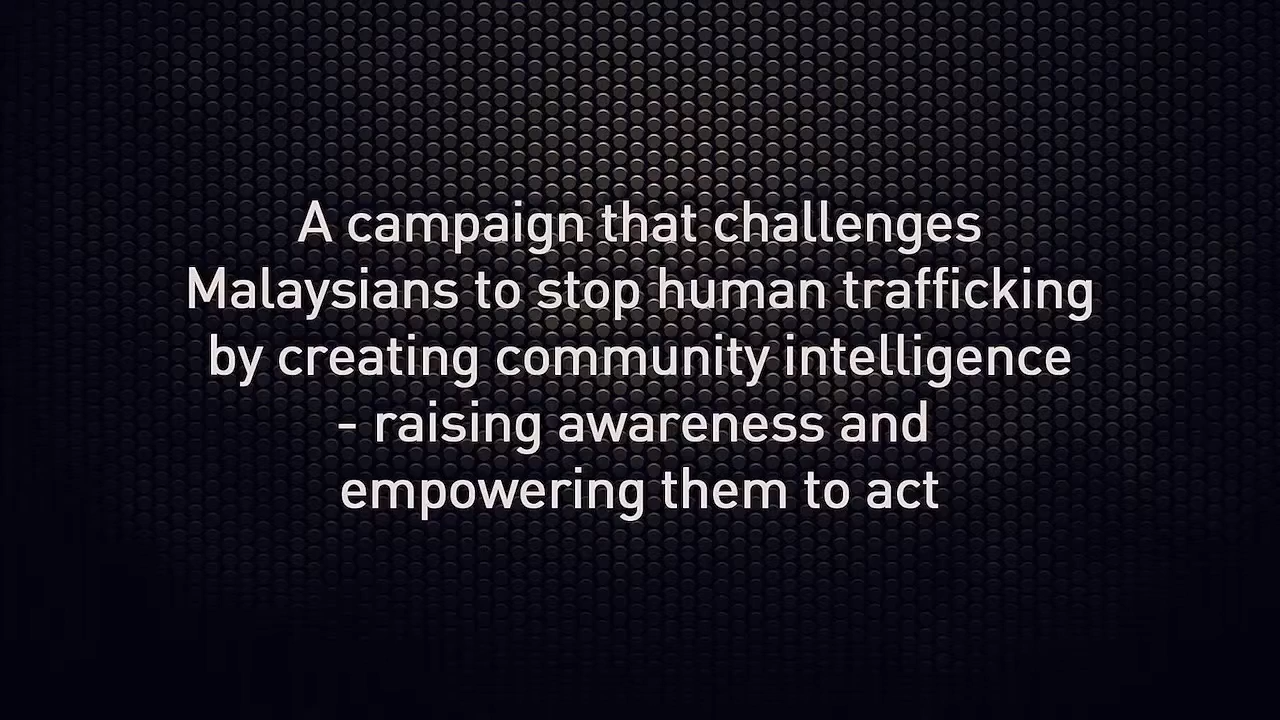 A campaign that challenges
Malaysians to stop human trafficking
by creating community intelligence
- raising awareness and
empowering them to act